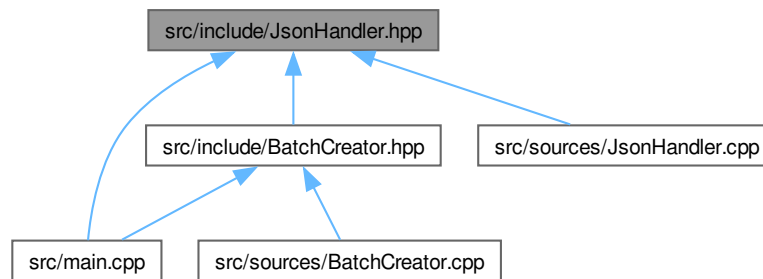 src/include/JsonHandler.hpp
src/include/BatchCreator.hpp
src/sources/JsonHandler.cpp
src/main.cpp
src/sources/BatchCreator.cpp